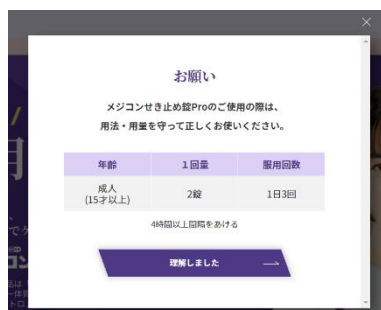 お願い
メジコンせき止め錠Proのご使用の際は、
用法・用量を守って正しくお使いください。
年齢 1回量 服用回数
成人
(15才以上) 2錠 1日3回
4時間以上間隔をあける
理解しました